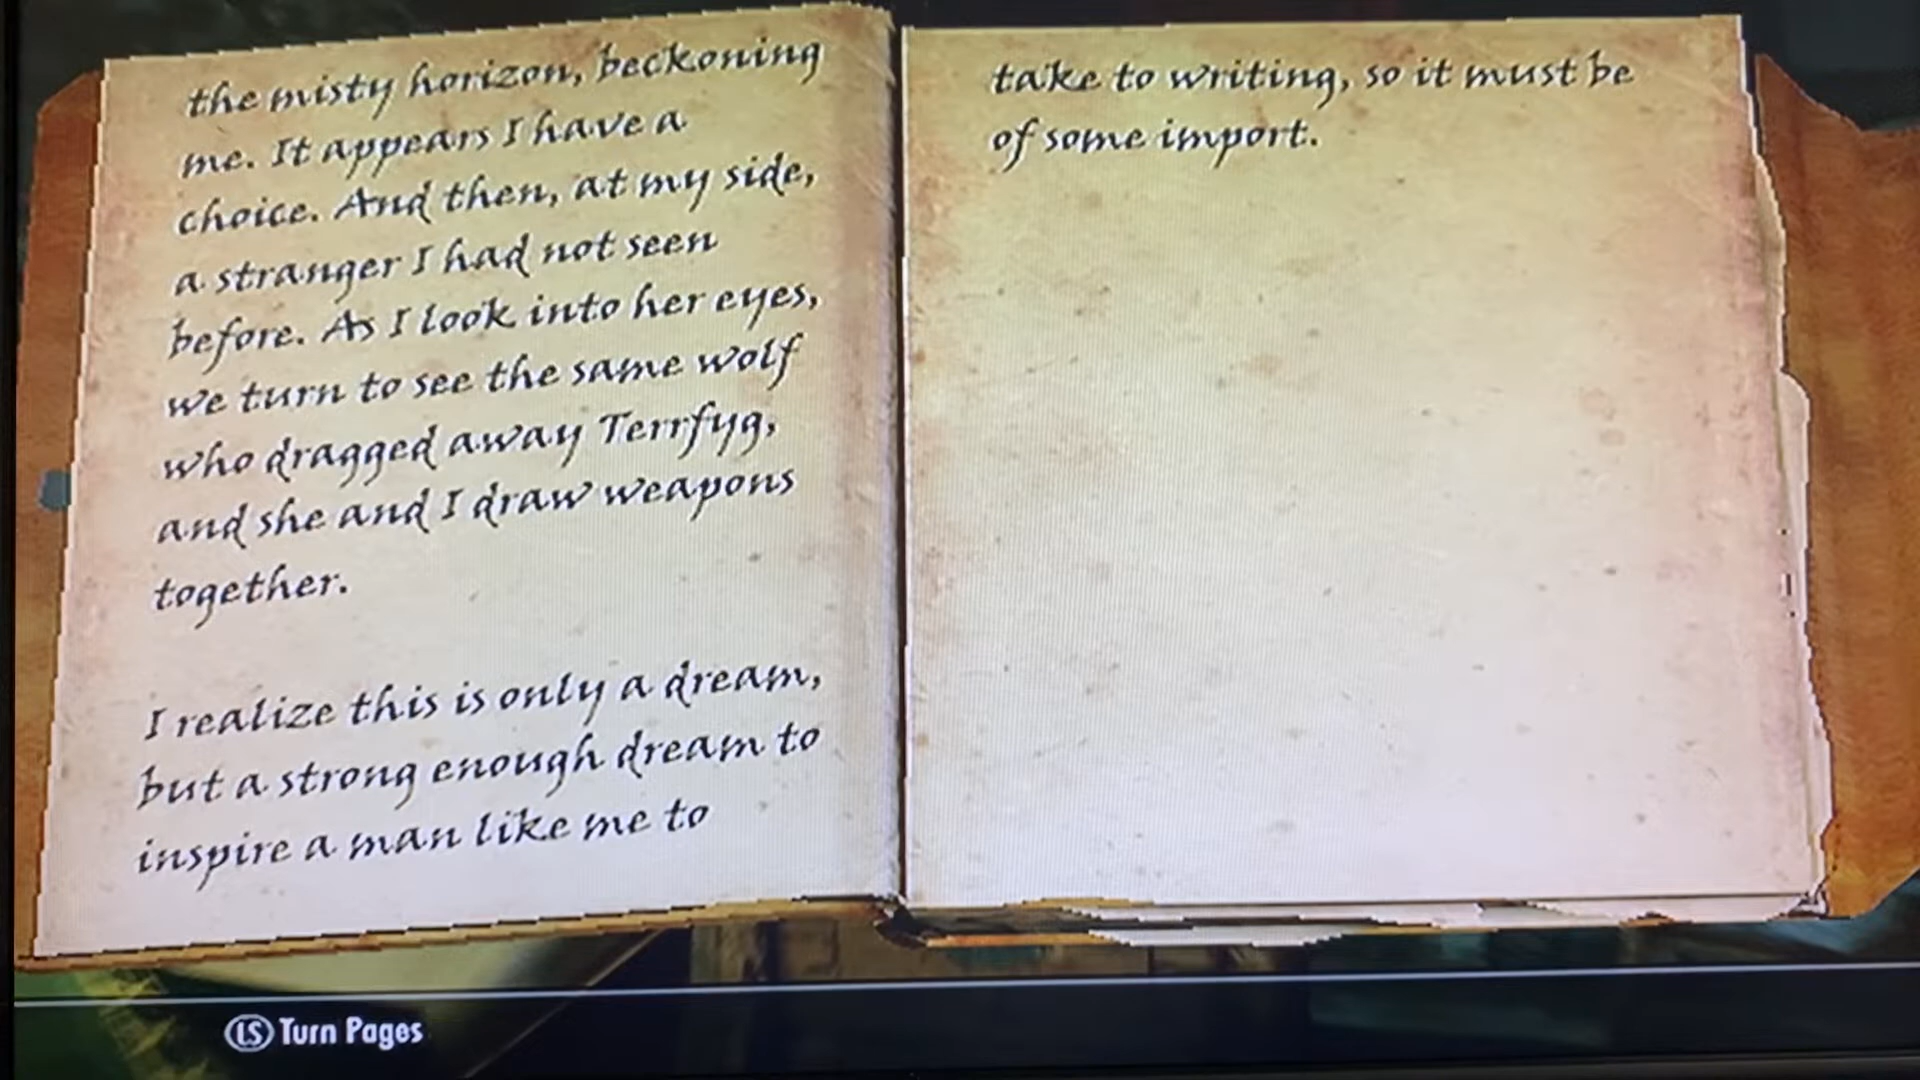 the misty horizon, beckoning
me. It appears I have a
choice. And then, at my side,
a stranger I had not seen
before. As I look into her eyes,
we turn to see the same wolf
who dragged away Terrfyg,
and she and I draw weapons
together.
I realize this is only a dream,
but a strong enough dream to
inspire a man like me to
take to writing, so it must be
of some import.
LS Turn Pages